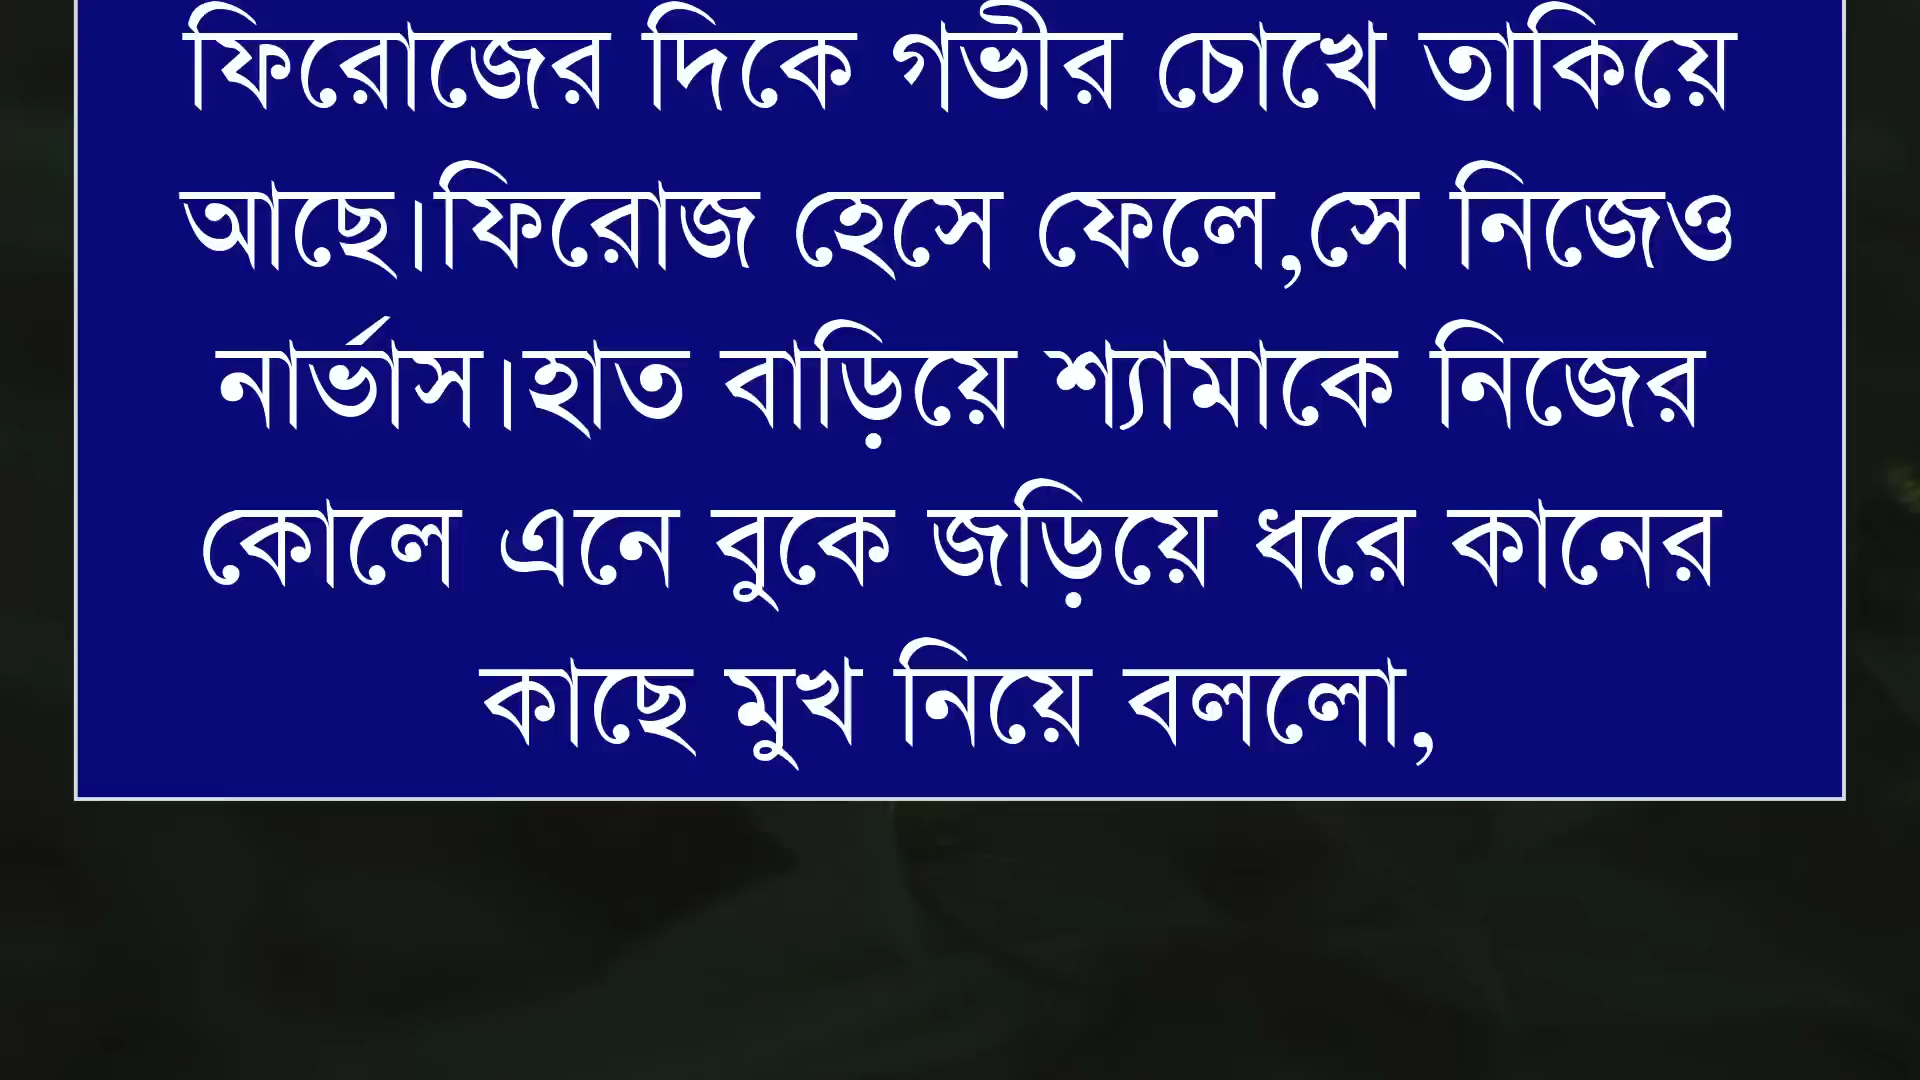 ফিরোজের দিকে গভীর চোখে তাকিয়ে
আছে।ফিরোজ হেসে ফেলে,সে নিজেও
নার্ভাস।হাত বাড়িয়ে শ্যামাকে নিজের
কোলে এনে বুকে জড়িয়ে ধরে কানের
কাছে মুখ নিয়ে বললো,